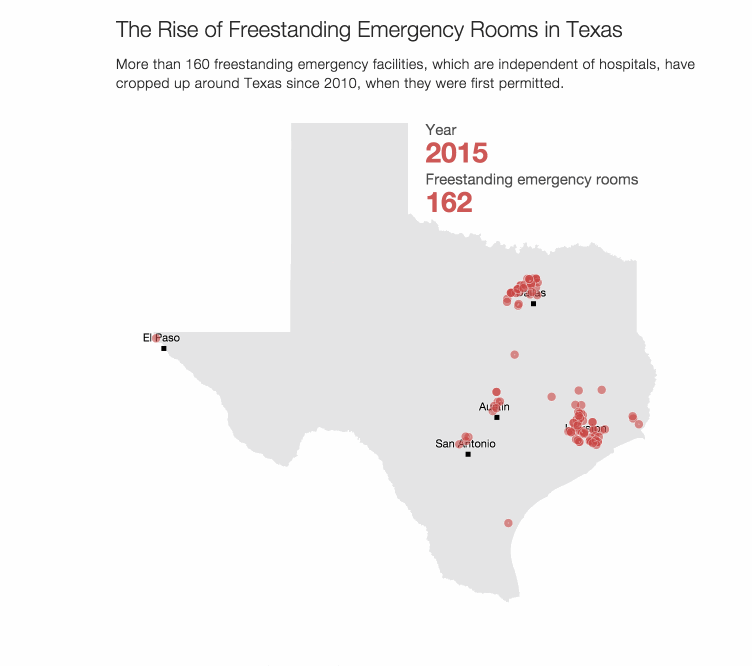 The Rise of Freestanding Emergency Rooms in Texas
More than 160 freestanding emergency facilities, which are independent of hospitals, have
cropped up around Texas since 2010, when they were first permitted.
Year
2015
Freestanding emergency rooms
162
Dallas
El Paso
Austin
Houston
San Antonio